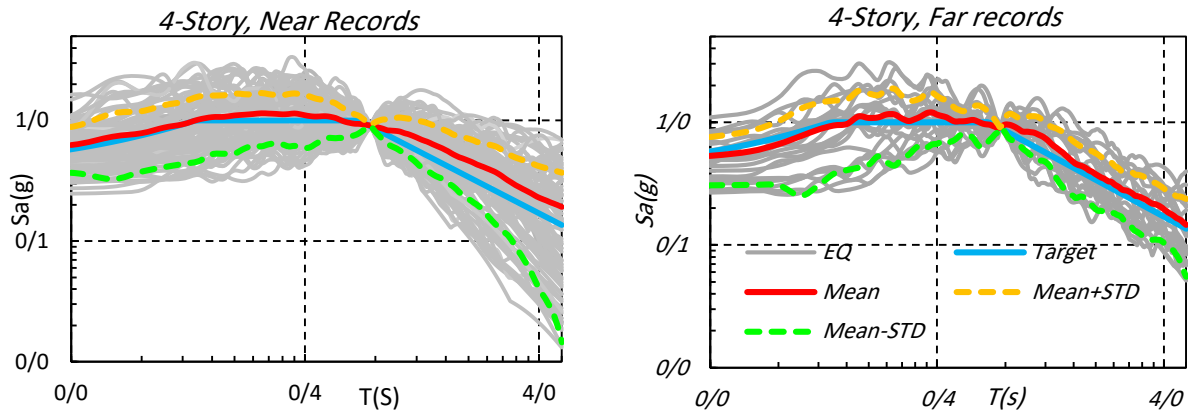 4-Story, Near Records
Sa(g)
1/0
0/1
0/0
0/0
0/4
T(S)
4/0
4-Story, Far records
Sa(g)
1/0
0/1
0/0
EQ
Target
Mean
Mean+STD
Mean-STD
0/0
0/4
T(s)
4/0